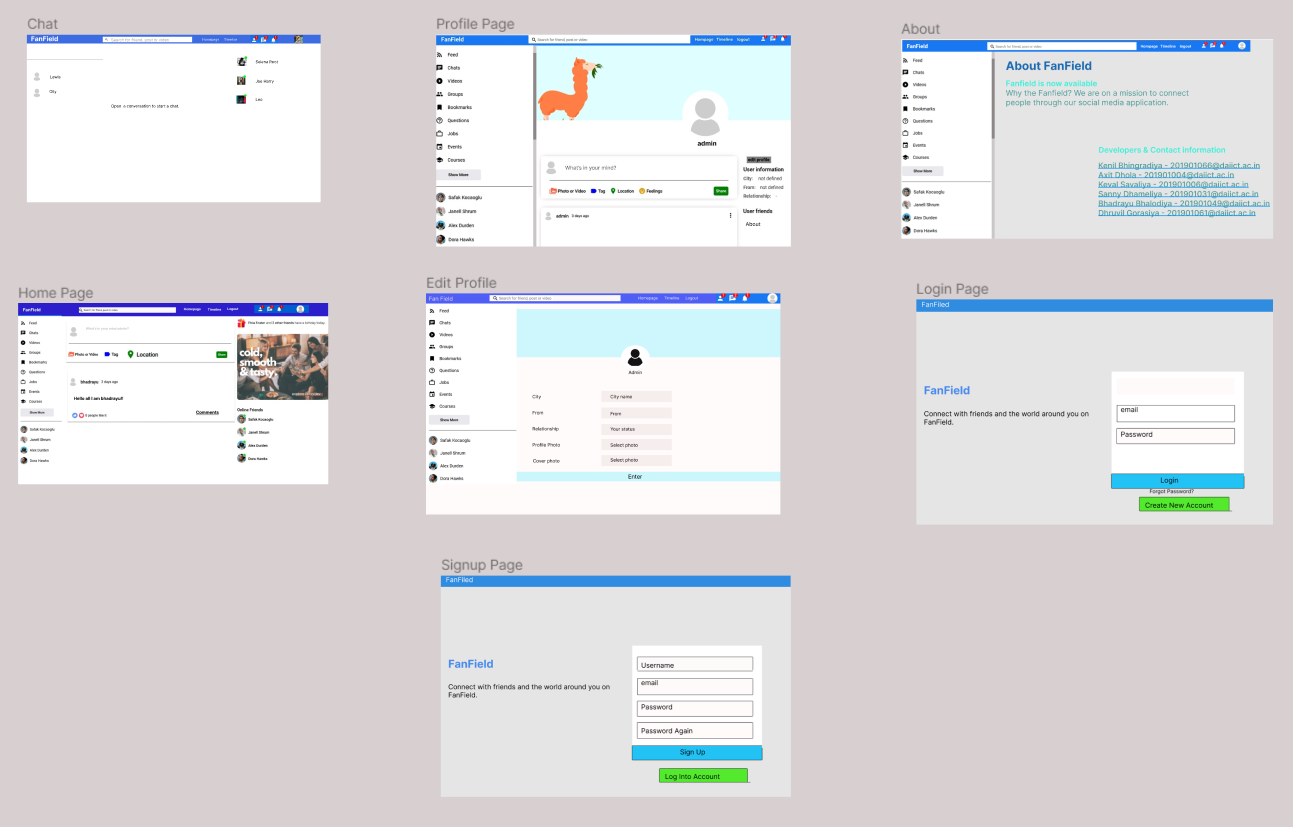 Chat
FanField
Search for friend, post or video
Homepage Timeline
Lewis
City
Open a conversation to start a chat.
Selena Pect
Joe Harry
Leo
Profile Page
FanField
Search for friend, post or video
Homepage Timeline logout
Feed
Chats
Videos
Groups
Bookmarks
Questions
Jobs
Events
Courses
Show More
Safak Kocaoglu
Janell Shrum
Alex Durden
Dora Hawks
admin
What's in your mind?
Photo or Video
Tag
Location
Feelings
Share
admin 3 days ago
edit profile
User information
City: not defined
From: not defined
Relationship: -
User friends
About
About
FanField
Search for friend, post or video
Homepage Timeline logout
Feed
Chats
Videos
Groups
Bookmarks
Questions
Jobs
Events
Courses
Show More
Safak Kocaoglu
Janell Shrum
Alex Durden
Dora Hawks
About FanField
Fanfield is now available
Why the Fanfield? We are on a mission to connect
people through our social media application.
Developers & Contact Information
Kenil Bhingradiya - 201901066@daiict.ac.in
Axit Dhola - 201901004@daiict.ac.in
Keval Savaliya - 201901006@daiict.ac.in
Sanny Dhameliya - 201901031@daiict.ac.in
Bhadrayu Bhalodiya - 201901049@daiict.ac.in
Dhruvil Gorasiya - 201901061@daiict.ac.in
Home Page
FanField
Search for friend, post or video
Homepage Timeline Logout
Feed
Chats
Videos
Groups
Bookmarks
Questions
Jobs
Events
Courses
Show More
Safak Kocaoglu
Janell Shrum
Alex Durden
Dora Hawks
What's in your mind
Photo or Video
Tag
Location
Share
bhadrayu 3 days ago
Hello all I am bhadrayu!!
0 people like it
Comments
Pola Foster and 3 other friends have a birthday today
cold,
smooth
& tasty.
Online Friends
Safak Kocaoglu
Janell Shrum
Alex Durden
Dora Hawks
Edit Profile
Fan Field
Search for friend, post or video
Homepage Timeline Logout
Feed
Chats
Videos
Groups
Bookmarks
Questions
Jobs
Events
Courses
Show More
Safak Kocaoglu
Janell Shrum
Alex Durden
Dora Hawks
Admin
City City name
From From
Relationship Your status
Profile Photo Select photo
Cover photo Select photo
Enter
Login Page
FanFiled
FanField
Connect with friends and the world around you on
FanField.
email
Password
Login
Forgot Password?
Create New Account
Signup Page
FanFiled
FanField
Connect with friends and the world around you on
FanField.
Username
email
Password
Password Again
Sign Up
Log Into Account